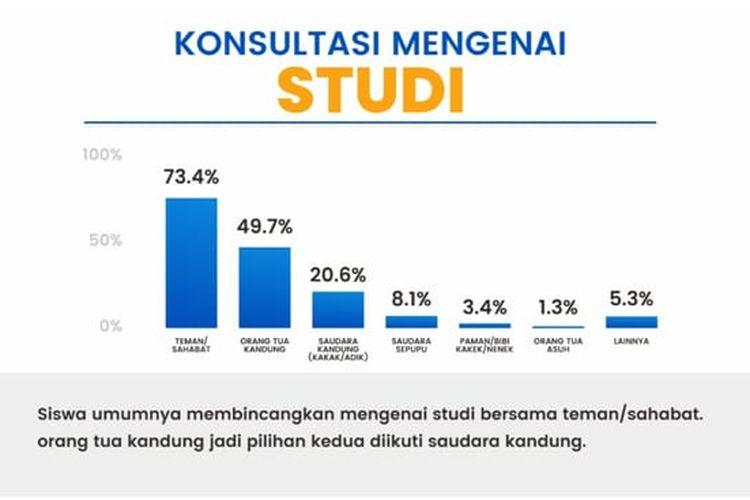 KONSULTASI MENGENAI
STUDI
100%
50%
0%
73.4%
49.7%
20.6%
8.1%
3.4%
1.3%
5.3%
TEMAN/
SAHABAT
ORANG TUA
KANDUNG
SAUDARA
KANDUNG
(KAKAK/ADIK)
SAUDARA
SEPUPU
PAMAN/BIBI
KAKEK/NENEK
ORANG TUA
ASUH
LAINNYA
Siswa umumnya membincangkan mengenai studi bersama teman/sahabat.
orang tua kandung jadi pilihan kedua diikuti saudara kandung.